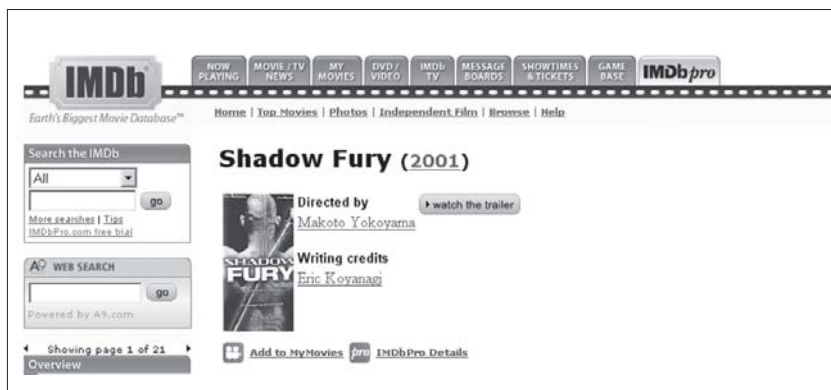 NOW PLAYING
MOVIE / TV NEWS
MY MOVIES
DVD / VIDEO
IMDb TV
MESSAGE BOARDS
SHOWTIMES & TICKETS
GAME BASE
IMDbpro
IMDb
Earth's Biggest Movie Database™
Home | Top Movies | Photos | Independent Film | Browse | Help
Search the IMDb
All
go
More searches | Tips
IMDbPro.com free trial
A9 WEB SEARCH
go
Powered by A9.com
Showing page 1 of 21
Overview
Shadow Fury (2001)
SHADOW
FURY
Directed by
Makoto Yokoyama
watch the trailer
Writing credits
Eric Koyanagi
Add to MyMovies pro IMDbPro Details